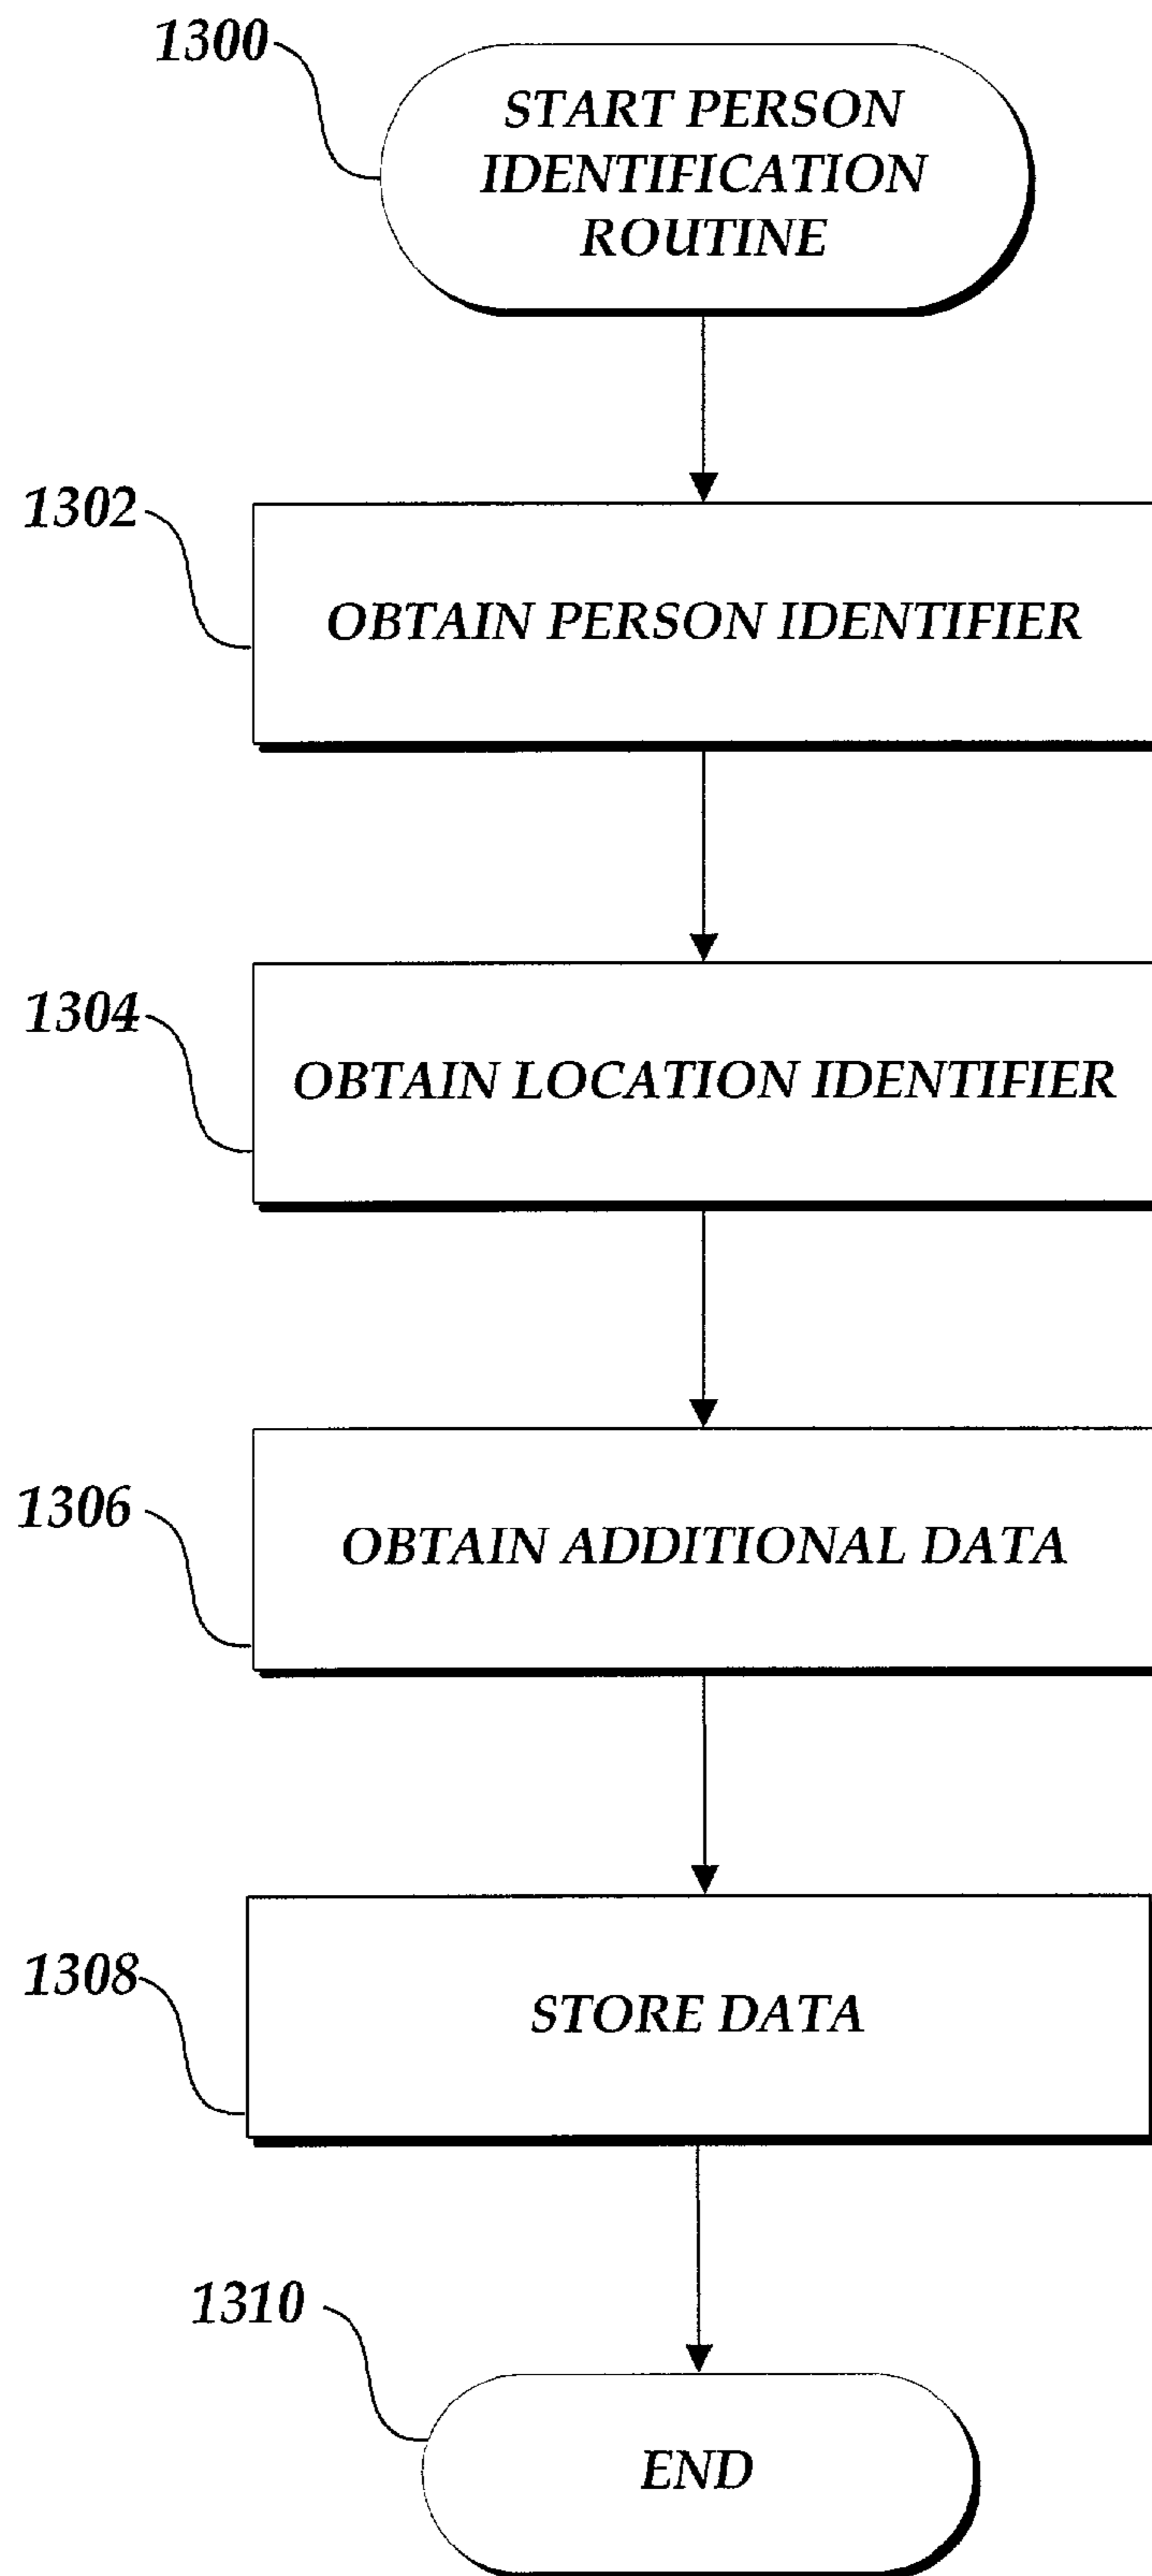 1300
START PERSON
IDENTIFICATION
ROUTINE
1302
OBTAIN PERSON IDENTIFIER
1304
OBTAIN LOCATION IDENTIFIER
1306
OBTAIN ADDITIONAL DATA
1308
STORE DATA
1310
END